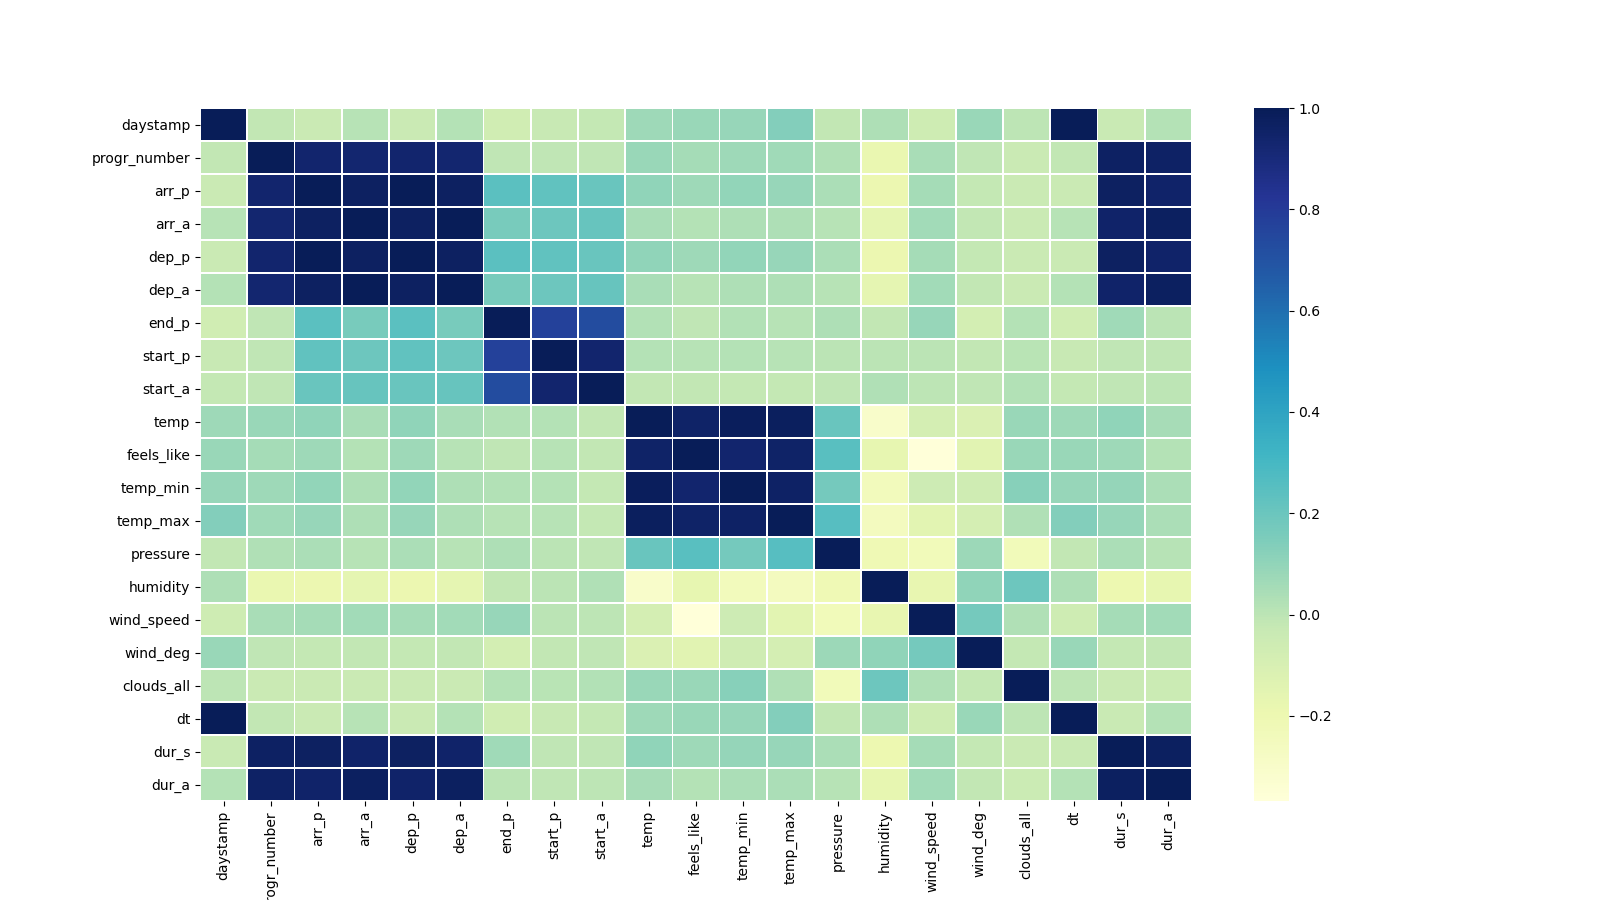 daystamp
progr_number
arr_p
arr_a
dep_p
dep_a
end_p
start_p
start_a
temp
feels_like
temp_min
temp_max
pressure
humidity
wind_speed
wind_deg
clouds_all
dt
dur_s
dur_a
daystamp
rogr_number
arr_p
arr_a
dep_p
dep_a
end_p
start_p
start_a
temp
feels_like
temp_min
temp_max
pressure
humidity
wind_speed
wind_deg
clouds_all
dt
dur_s
dur_a
1.0
0.8
0.6
0.4
0.2
0.0
−0.2